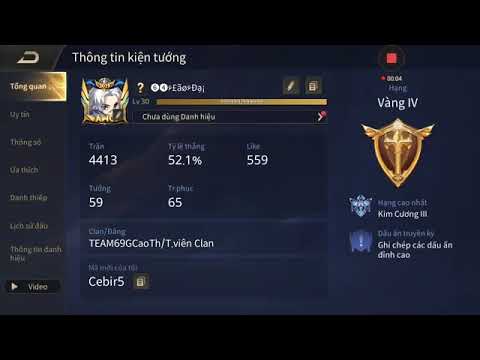 Thông tin kiện tướng
00:04
Tổng quan
Uy tín
Thông số
Ưa thích
Danh thiếp
Lịch sử đấu
Thông tin danh hiệu
Video
? ❻❹۶£ãø۶Đạ¡
Lv 30
Chưa dùng Danh hiệu
Trận
Tỷ lệ thắng
Like
4413
52.1%
559
Tướng
Tr.phục
59
65
Clan/Đảng
TEAM69GCaoTh/T.viên Clan
Mã mời của tôi
Cebir5
Hạng
Vàng IV
Hạng cao nhất
Kim Cương III
Dấu ấn truyền kỳ
Ghi chép các dấu ấn
đỉnh cao